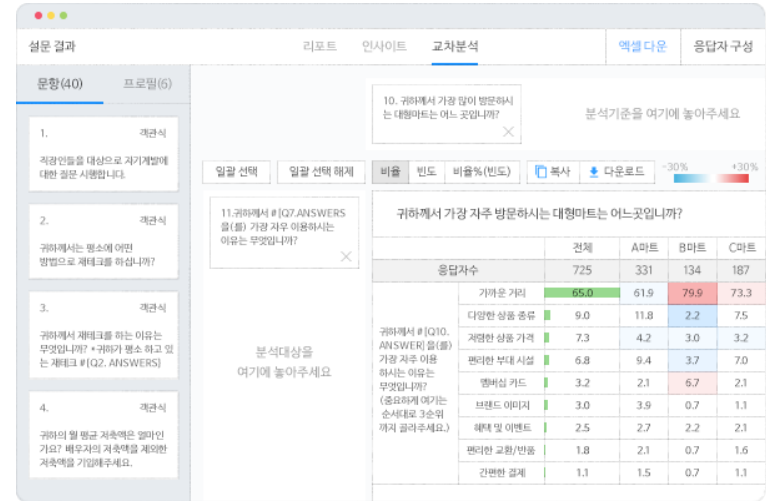 설문 결과
리포트 인사이트 교차분석 엑셀 다운 응답자 구성
문항(40) 프로필(6)
1. 객관식
직장인들을 대상으로 자기계발에
대한 질문 시행합니다.
2. 객관식
귀하께서는 평소에 어떤
방법으로 재테크를 하십니까?
3. 객관식
귀하께서 재테크를 하는 이유는
무엇입니까? *귀하가 평소 하고 있
는 재테크 #[Q2. ANSWERS]
4. 객관식
귀하의 월 평균 저축액은 얼마인
가요? 배우자의 저축액을 제외한
저축액을 기입해주세요.
10. 귀하께서 가장 많이 방문하시
는 대형마트는 어느 곳입니까?
분석기준을 여기에 놓아주세요
일괄 선택 일괄 선택 해제 비율 빈도 비율%(빈도) 복사 다운로드 -30% +30%
11.귀하께서 #[Q7.ANSWERS
을(를) 가장 자우 이용하시는
이유는 무엇입니까?
분석대상을
여기에 놓아주세요
귀하께서 가장 자주 방문하시는 대형마트는 어느곳입니까?
전체 A마트 B마트 C마트
응답자수 725 331 134 187
귀하께서 #[Q10.
ANSWER] 을(를)
가장 자주 이용
하시는 이유는
무엇입니까?
(중요하게 여기는
순서대로 3순위
까지 골라주세요.)
가까운 거리 65.0 61.9 79.9 73.3
다양한 상품 종류 9.0 11.8 2.2 7.5
저렴한 상품 가격 7.3 4.2 3.0 3.2
편리한 부대 시설 6.8 9.4 3.7 7.0
멤버십 카드 3.2 2.1 6.7 2.1
브랜드 이미지 3.0 3.9 0.7 1.1
혜택 및 이벤트 2.5 2.7 2.2 2.1
편리한 교환/반품 1.8 2.1 0.7 1.6
간편한 결제 1.1 1.5 0.7 1.1